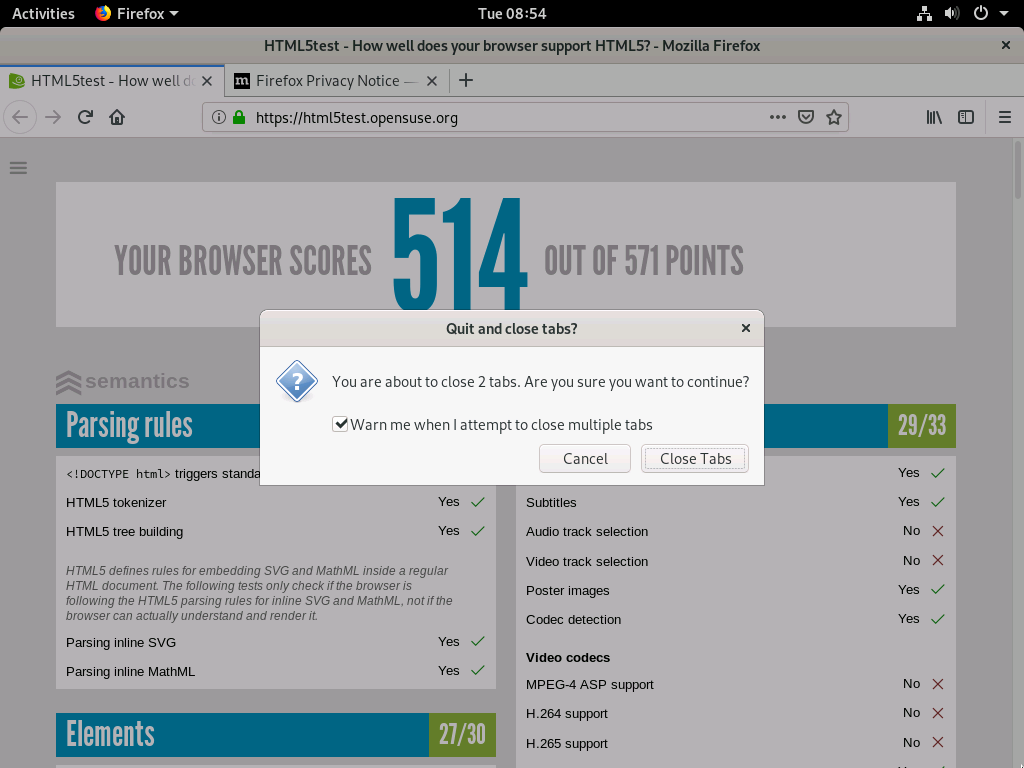 Activities Firefox Tue 08:54
HTML5test - How well does your browser support HTML5? - Mozilla Firefox
HTML5test - How well d Firefox Privacy Notice —
https://html5test.opensuse.org
YOUR BROWSER SCORES 514 OUT OF 571 POINTS
Quit and close tabs?
You are about to close 2 tabs. Are you sure you want to continue?
Warn me when I attempt to close multiple tabs
Cancel Close Tabs
semantics
Parsing rules
<!DOCTYPE html> triggers standa
HTML5 tokenizer Yes
HTML5 tree building Yes
HTML5 defines rules for embedding SVG and MathML inside a regular
HTML document. The following tests only check if the browser is
following the HTML5 parsing rules for inline SVG and MathML, not if the
browser can actually understand and render it.
Parsing inline SVG Yes
Parsing inline MathML Yes
Elements 27/30
29/33
Yes
Subtitles Yes
Audio track selection No
Video track selection No
Poster images Yes
Codec detection Yes
Video codecs
MPEG-4 ASP support No
H.264 support No
H.265 support No